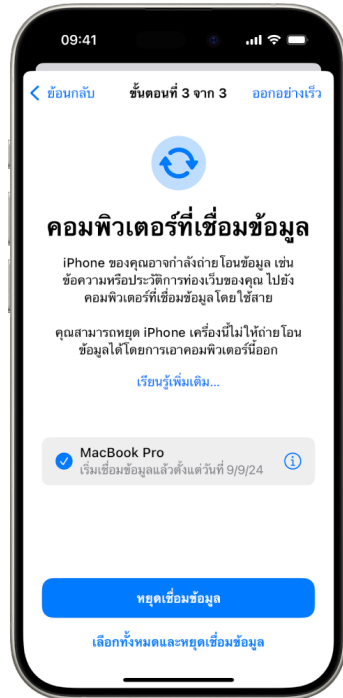 09:41
ย้อนกลับ ขั้นตอนที่ 3 จาก 3 ออกอย่างเร็ว
คอมพิวเตอร์ที่เชื่อมข้อมูล
iPhone ของคุณอาจกำลังถ่ายโอนข้อมูล เช่น
ข้อความหรือประวัติการท่องเว็บของคุณ ไปยัง
คอมพิวเตอร์ที่เชื่อมข้อมูลโดยใช้สาย
คุณสามารถหยุด iPhone เครื่องนี้ไม่ให้ถ่ายโอน
ข้อมูลได้โดยการเอาคอมพิวเตอร์นี้ออก
เรียนรู้เพิ่มเติม...
MacBook Pro
เริ่มเชื่อมข้อมูลแล้วตั้งแต่วันที่ 9/9/24
หยุดเชื่อมข้อมูล
เลือกทั้งหมดและหยุดเชื่อมข้อมูล